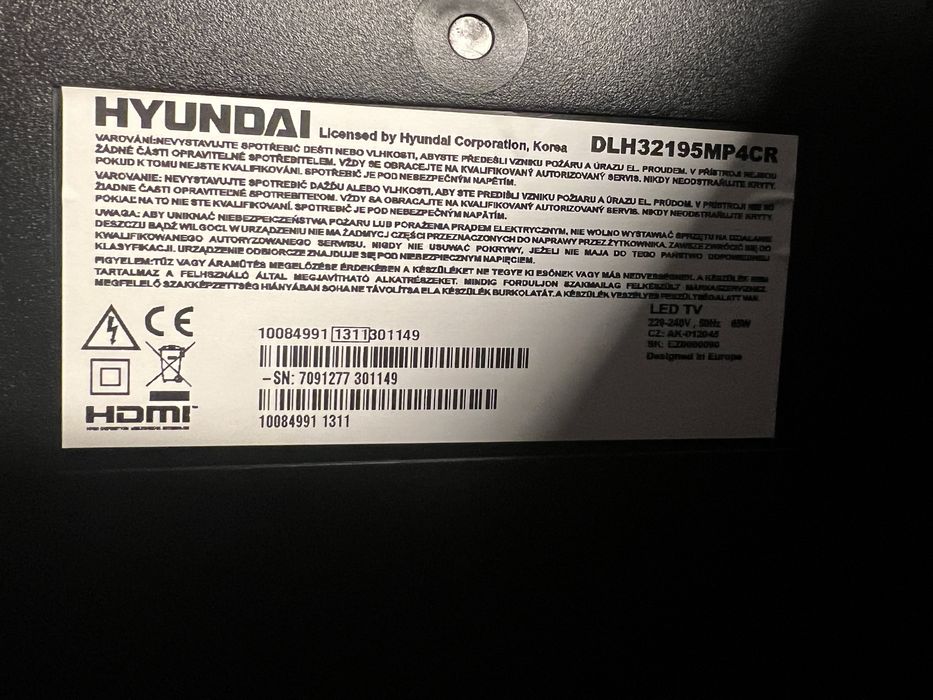 HYUNDAI Licensed by Hyundai Corporation, Korea DLH32195MP4CR
VAROVÁNÍ:NEVYSTAVUJTE SPOTŘEBIČ DEŠTI NEBO VLHKOSTI, ABYSTE PŘEDEŠLI VZNIKU POŽÁRU A ÚRAZU EL. PROUDEM. V PŘÍSTROJI NEJSOU
ŽÁDNÉ ČÁSTI OPRAVITELNÉ SPOTŘEBITELEM. VŽDY SE OBRACEJTE NA KVALIFIKOVANÝ AUTORIZOVANÝ SERVIS. NIKDY NEODSTRAŇUJTE KRYTY,
POKUD K TOMU NEJSTE KVALIFIKOVÁNI. SPOTŘEBIČ JE POD NEBEZPEČNÝM NAPĚTÍM.
VAROVANIE: NEVYSTAVUJTE SPOTREBIČ DAŽĎU ALEBO VLHKOSTI, ABY STE PREDIŠLI VZNIKU POŽIARU A ÚRAZU EL. PRÚDOM. V PRÍSTROJI NIE SÚ
ŽIADNE ČASTI OPRAVITEĽNÉ SPOTREBITEĽOM. VŽDY SA OBRACAJTE NA KVALIFIKOVANÝ AUTORIZOVANÝ SERVIS. NIKDY NEODSTRAŇUJTE KRYTY,
POKIAĽ NA TO NIE STE KVALIFIKOVANÍ. SPOTREBIČ JE POD NEBEZPEČNÝM NAPÄTÍM.
UWAGA: ABY UNIKNĄĆ NIEBEZPIECZEŃSTWA POŻARU LUB PORAŻENIA PRĄDEM ELEKTRYCZNYM, NIE WOLNO WYSTAWIAĆ SPRZĘTU NA DZIAŁANIE
DESZCZU BĄDŹ WILGOCI. W URZĄDZENIU NIE MA ŻADMYCJ CZĘŚCI PRZEZNACZONYCH DO NAPRAWY PRZEZ UŻYTKOWNIKA. ZAWSZE ZWRÓCIĆ SIĘ DO
KWALIFIKOWANEGO AUTORYZOWANEGO SERWISU. NIGDY NIE USUWAĆ POKRYWY, JEŻELI NIE MAJA DO TEGO PAŃSTWO ODPOWIEDNIEJ
KLASYFIKACJI. URZĄDZENIE ODBIORCZE ZNAJDUJE SIĘ POD NIEBEZPIECZNYM NAPIĘCIEM.
FIGYELEM:TŰZ VAGY ÁRAMÜTÉS MEGELŐZÉSE ÉRDEKÉBEN A KÉSZÜLÉKET NE TEGYE KI ESŐNEK VAGY MÁS NEDVESSÉGNEK. A KÉSZÜLÉK NEM
TARTALMAZ A FELHSZNÁLÓ ÁLTAL MEGJAVÍTHATÓ ALKATRÉSZEKET. MINDIG FORDULJON SZAKMAILAG FELKÉSZÜLT MÁRKASZERVIZHEZ.
MEGFELELŐ SZAKKÉPZETTSÉG HIÁNYÁBAN SOHA NE TÁVOLÍTSA EL A KÉSZÜLÉK BURKOLATÁT. A KÉSZÜLÉK VESZÉLYES FESZÜLTSÉG ALATT VAN.
LED TV
220-240V , 50Hz 65W
CZ: AK-012045
SK: EZ0000090
Designed in Europe
CE
10084991 1311301149
-SN: 7091277 301149
10084991 1311
HDMI